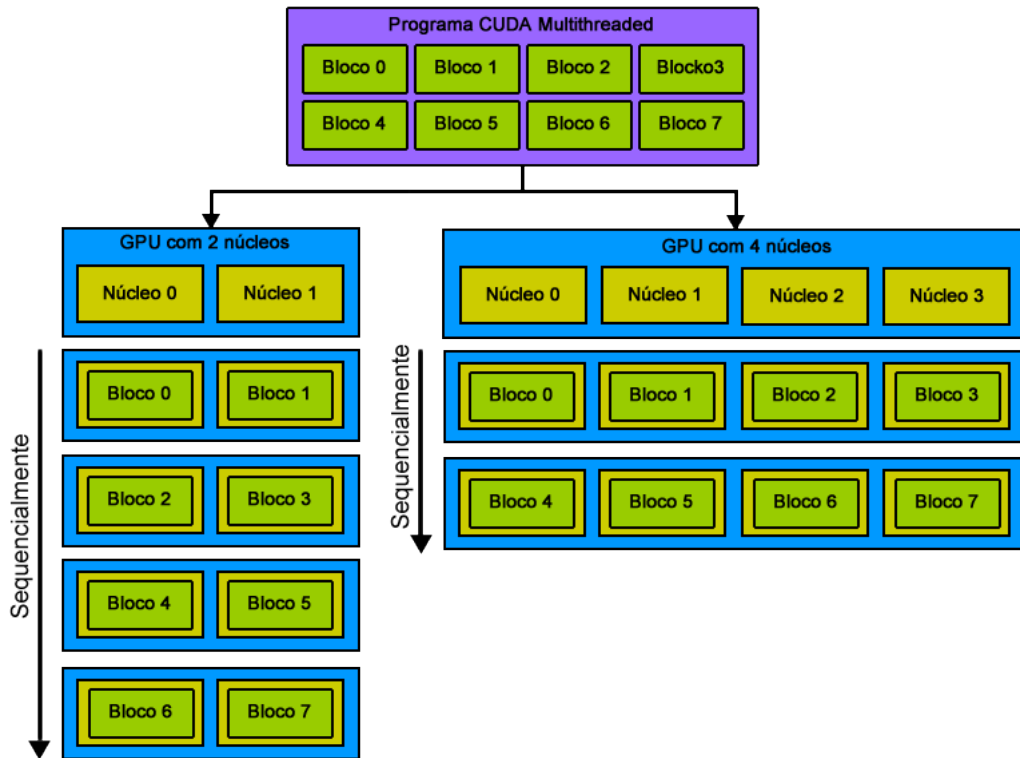 Programa CUDA Multithreaded
Bloco 0 Bloco 1 Bloco 2 Blocko3
Bloco 4 Bloco 5 Bloco 6 Bloco 7
GPU com 2 núcleos
Núcleo 0 Núcleo 1
Sequencialmente
Bloco 0 Bloco 1
Bloco 2 Bloco 3
Bloco 4 Bloco 5
Bloco 6 Bloco 7
GPU com 4 núcleos
Núcleo 0 Núcleo 1 Núcleo 2 Núcleo 3
Sequencialmente
Bloco 0 Bloco 1 Bloco 2 Bloco 3
Bloco 4 Bloco 5 Bloco 6 Bloco 7